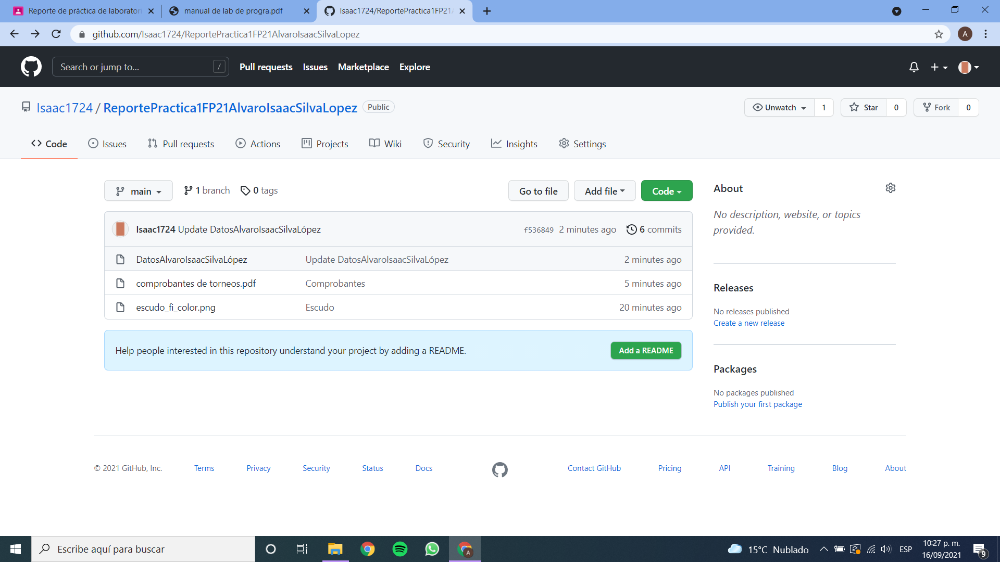 Reporte de práctica de laboratori
manual de lab de progra.pdf
Isaac1724/ReportePractica1FP21A
github.com/Isaac1724/ReportePractica1FP21AlvaroIsaacSilvaLopez
A
Search or jump to...
/
Pull requests
Issues
Marketplace
Explore
Isaac1724 / ReportePractica1FP21AlvaroIsaacSilvaLopez
Public
Unwatch
1
Star
0
Fork
0
Code
Issues
Pull requests
Actions
Projects
Wiki
Security
Insights
Settings
main
1 branch
0 tags
Go to file
Add file
Code
Isaac1724 Update DatosAlvaroIsaacSilvaLópez
f536849 2 minutes ago
6 commits
DatosAlvaroIsaacSilvaLópez
Update DatosAlvaroIsaacSilvaLópez
2 minutes ago
comprobantes de torneos.pdf
Comprobantes
5 minutes ago
escudo_fi_color.png
Escudo
20 minutes ago
Help people interested in this repository understand your project by adding a README.
Add a README
About
No description, website, or topics
provided.
Releases
No releases published
Create a new release
Packages
No packages published
Publish your first package
© 2021 GitHub, Inc.
Terms
Privacy
Security
Status
Docs
Contact GitHub
Pricing
API
Training
Blog
About
Escribe aquí para buscar
A
15°C Nublado
ESP
10:27 p. m.
16/09/2021
9